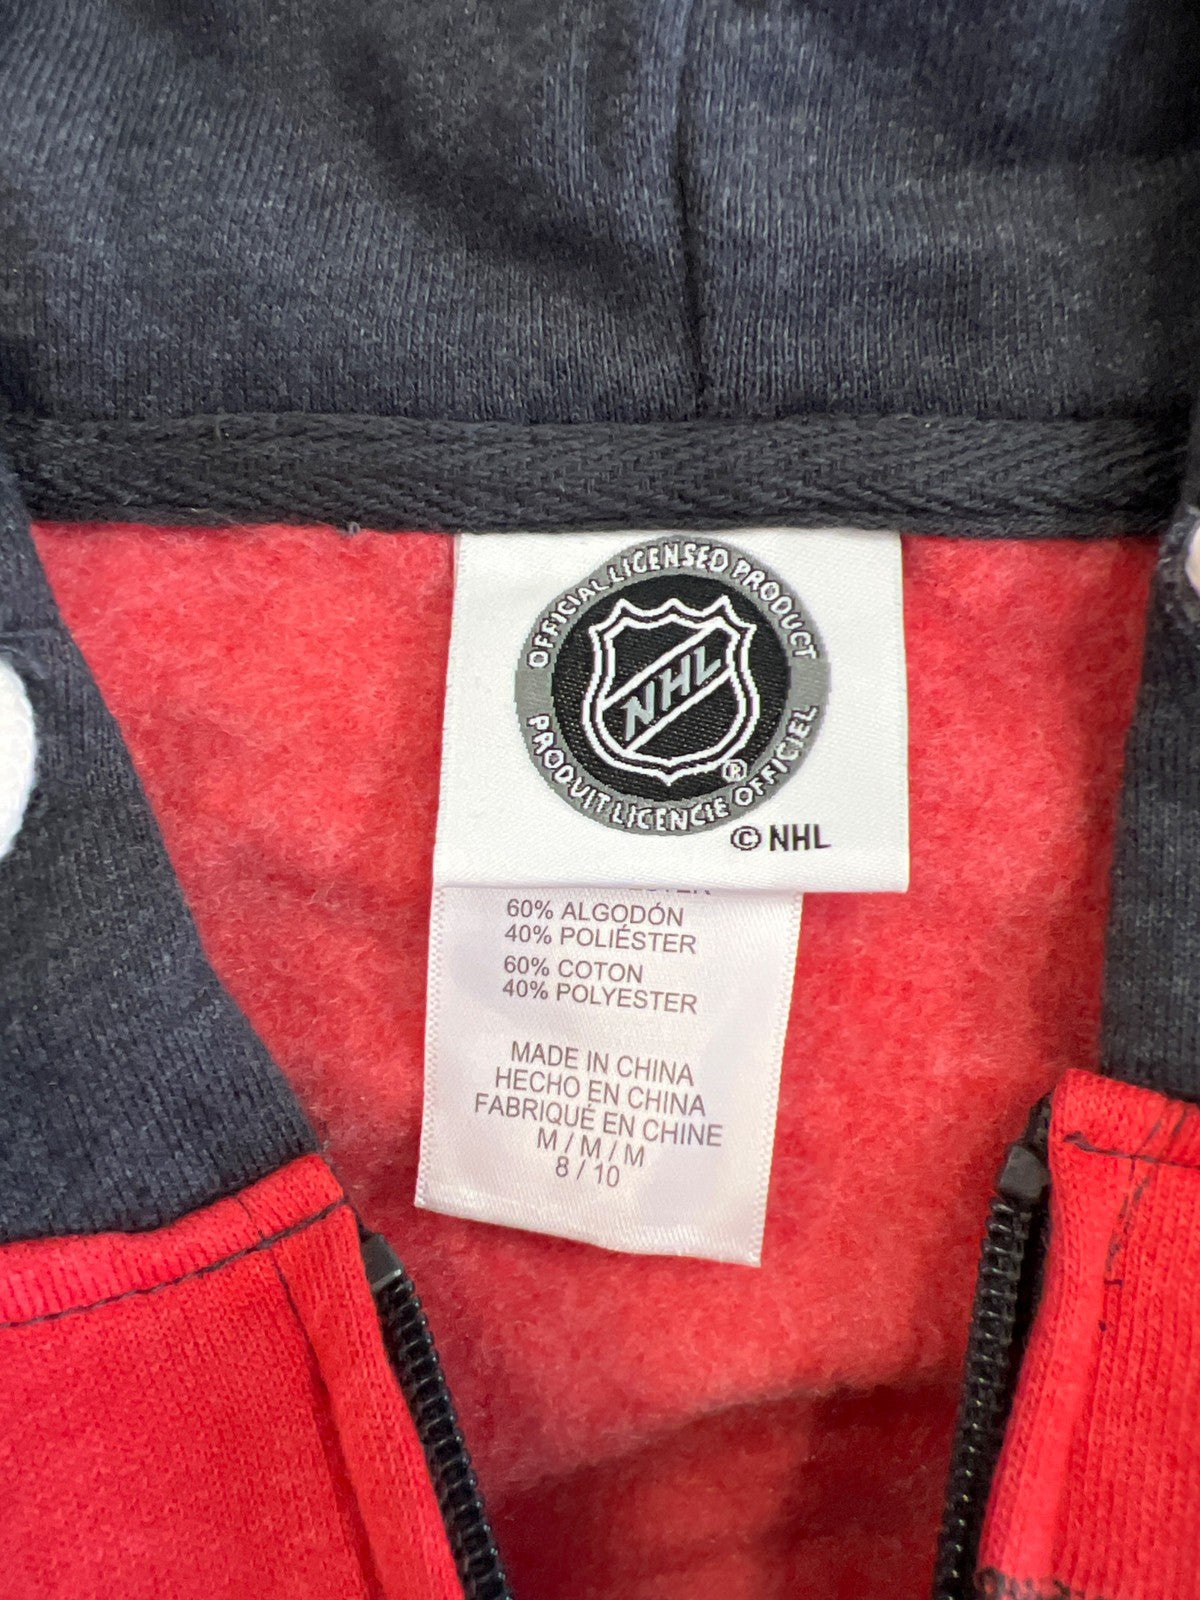 OFFICIAL LICENSED PRODUCT
NHL
®
PRODUIT LICENCIE OFFICIEL
© NHL
60% ALGODÓN
40% POLIÉSTER
60% COTON
40% POLYESTER
MADE IN CHINA
HECHO EN CHINA
FABRIQUÉ EN CHINE
M / M / M
8 / 10